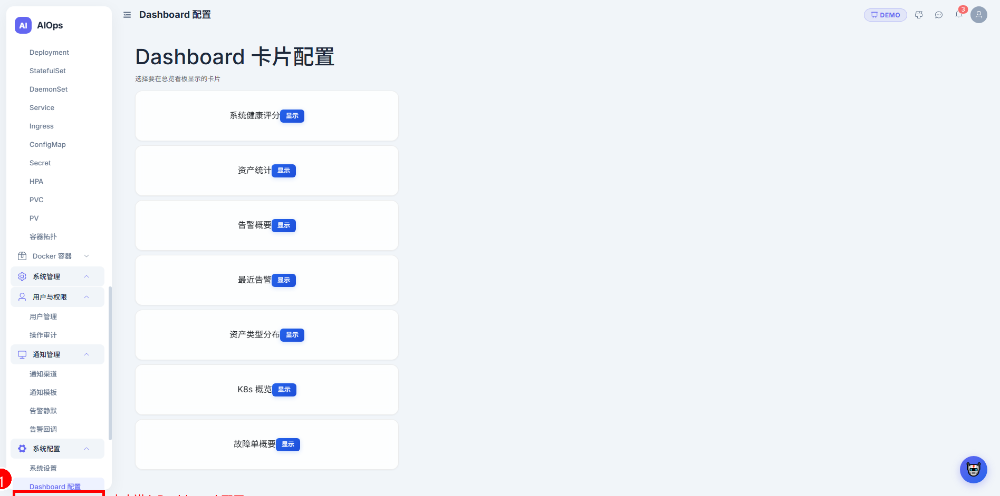 AI AIOps
Deployment
StatefulSet
DaemonSet
Service
Ingress
ConfigMap
Secret
HPA
PVC
PV
容器拓扑
Docker 容器
系统管理
用户与权限
用户管理
操作审计
通知管理
通知渠道
通知模板
告警静默
告警回调
系统配置
系统设置
1
Dashboard 配置
Dashboard 配置
DEMO
3
Dashboard 卡片配置
选择要在总览看板显示的卡片
系统健康评分 显示
资产统计 显示
告警概要 显示
最近告警 显示
资产类型分布 显示
K8s 概览 显示
故障单概要 显示